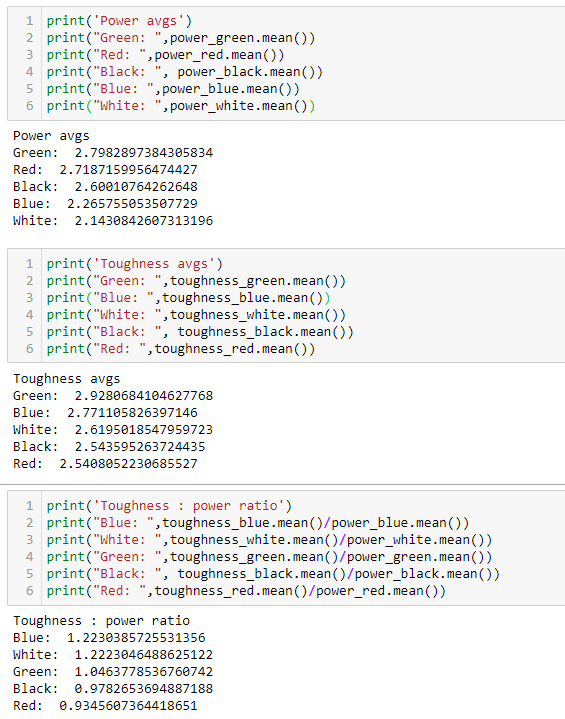 1 print('Power avgs')
2 print("Green: ",power_green.mean())
3 print("Red: ",power_red.mean())
4 print("Black: ", power_black.mean())
5 print("Blue: ",power_blue.mean())
6 print("White: ",power_white.mean())
Power avgs
Green:  2.7982897384305834
Red:  2.7187159956474427
Black:  2.60010764262648
Blue:  2.265755053507729
White:  2.1430842607313196
1 print('Toughness avgs')
2 print("Green: ",toughness_green.mean())
3 print("Blue: ",toughness_blue.mean())
4 print("White: ",toughness_white.mean())
5 print("Black: ", toughness_black.mean())
6 print("Red: ",toughness_red.mean())
Toughness avgs
Green:  2.9280684104627768
Blue:  2.771105826397146
White:  2.6195018547959723
Black:  2.543595263724435
Red:  2.5408052230685527
1 print('Toughness : power ratio')
2 print("Blue: ",toughness_blue.mean()/power_blue.mean())
3 print("White: ",toughness_white.mean()/power_white.mean())
4 print("Green: ",toughness_green.mean()/power_green.mean())
5 print("Black: ", toughness_black.mean()/power_black.mean())
6 print("Red: ",toughness_red.mean()/power_red.mean())
Toughness : power ratio
Blue:  1.2230385725531356
White:  1.2223046488625122
Green:  1.0463778536760742
Black:  0.9782653694887188
Red:  0.9345607364418651